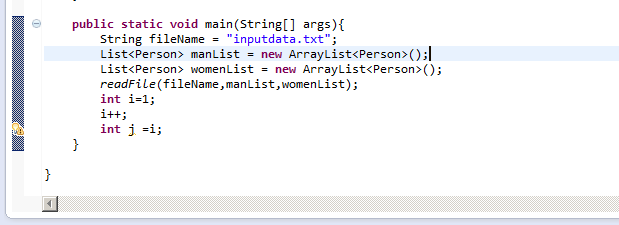 public static void main(String[] args){
String fileName = "inputdata.txt";
List<Person> manList = new ArrayList<Person>();
List<Person> womenList = new ArrayList<Person>();
readFile(fileName,manList,womenList);
int i=1;
i++;
int j =i;
}
}